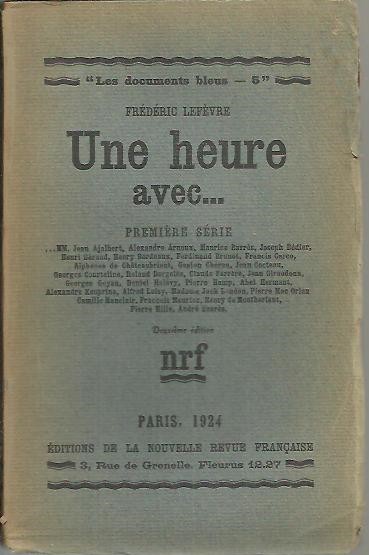 "Les documents bleus — 5"
FRÉDÉRIC LEFÈVRE
Une heure
avec...
PREMIÈRE SÉRIE
...MM. Jean Ajalbert, Alexandre Arnoux, Maurice Barrès, Joseph Bédier,
Henri Béraud, Henry Bordeaux, Ferdinand Brunot, Francis Carco,
Alphonse de Châteaubriant, Gaston Chérau, Jean Cocteau,
Georges Courteline, Roland Dorgelès, Claude Farrère, Jean Giraudoux,
Georges Goyau, Daniel Halévy, Pierre Hamp, Abel Hermant,
Alexandre Kouprine, Alfred Loisy, Madame Jack London, Pierre Mac Orlan
Camille Mauclair, François Mauriac, Henry de Montherlant,
Pierre Mille, André Suarès.
Deuxième édition
nrf
PARIS, 1924
ÉDITIONS DE LA NOUVELLE REVUE FRANÇAISE
3, Rue de Grenelle. Fleurus 12.27